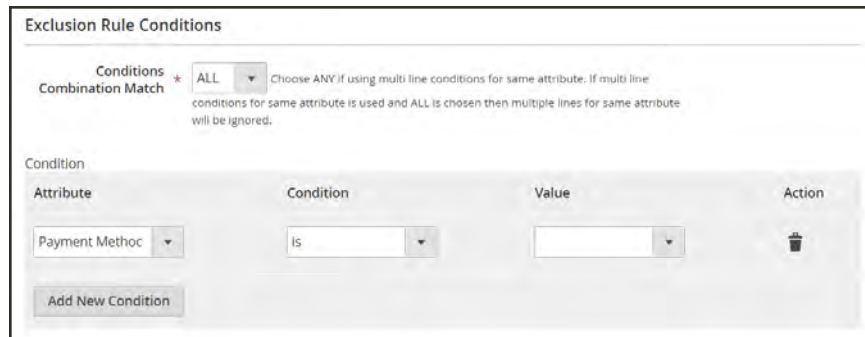 Exclusion Rule Conditions
Conditions
Combination Match * ALL Choose ANY if using multi line conditions for same attribute. If multi line
conditions for same attribute is used and ALL is chosen then multiple lines for same attribute
will be ignored.
Condition
Attribute Condition Value Action
Payment Methoc is
Add New Condition